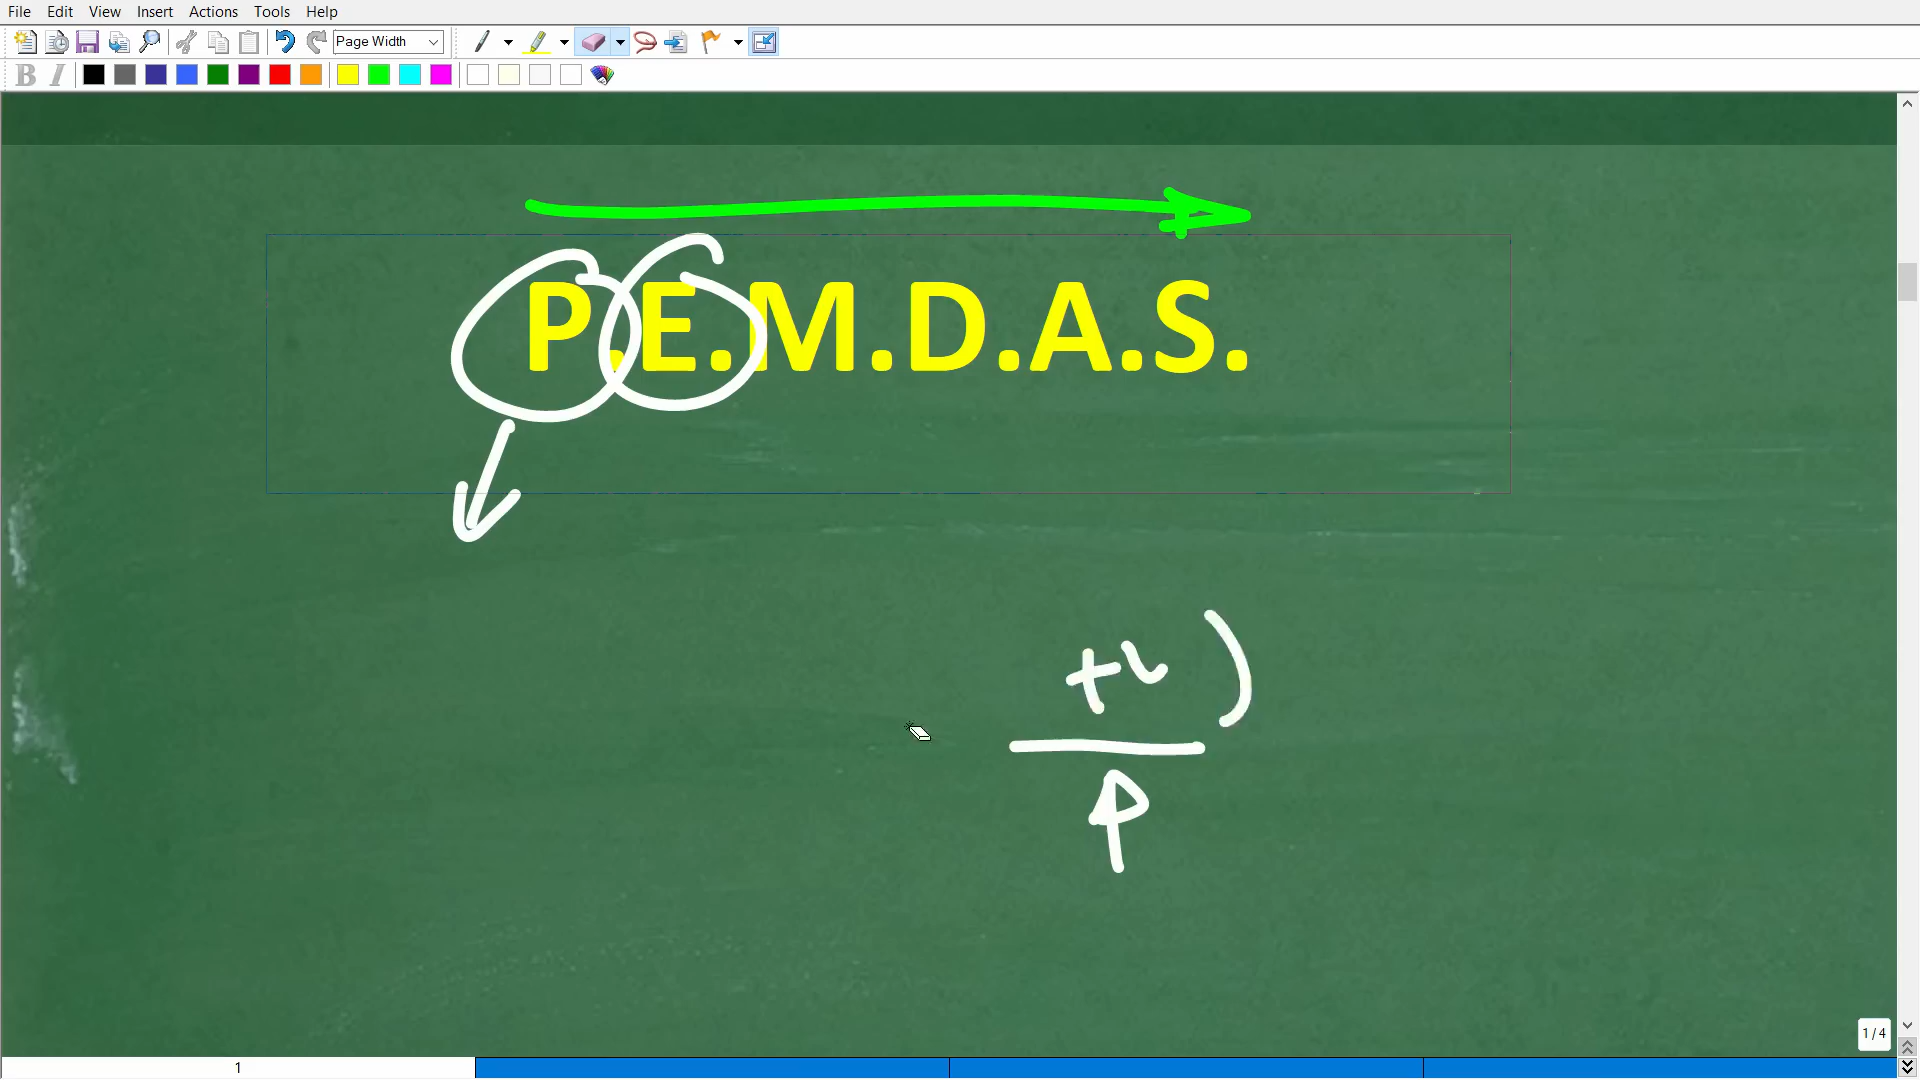 File Edit View Insert Actions Tools Help
Page Width
B I
P.E.M.D.A.S.
+
)
1 / 4
1